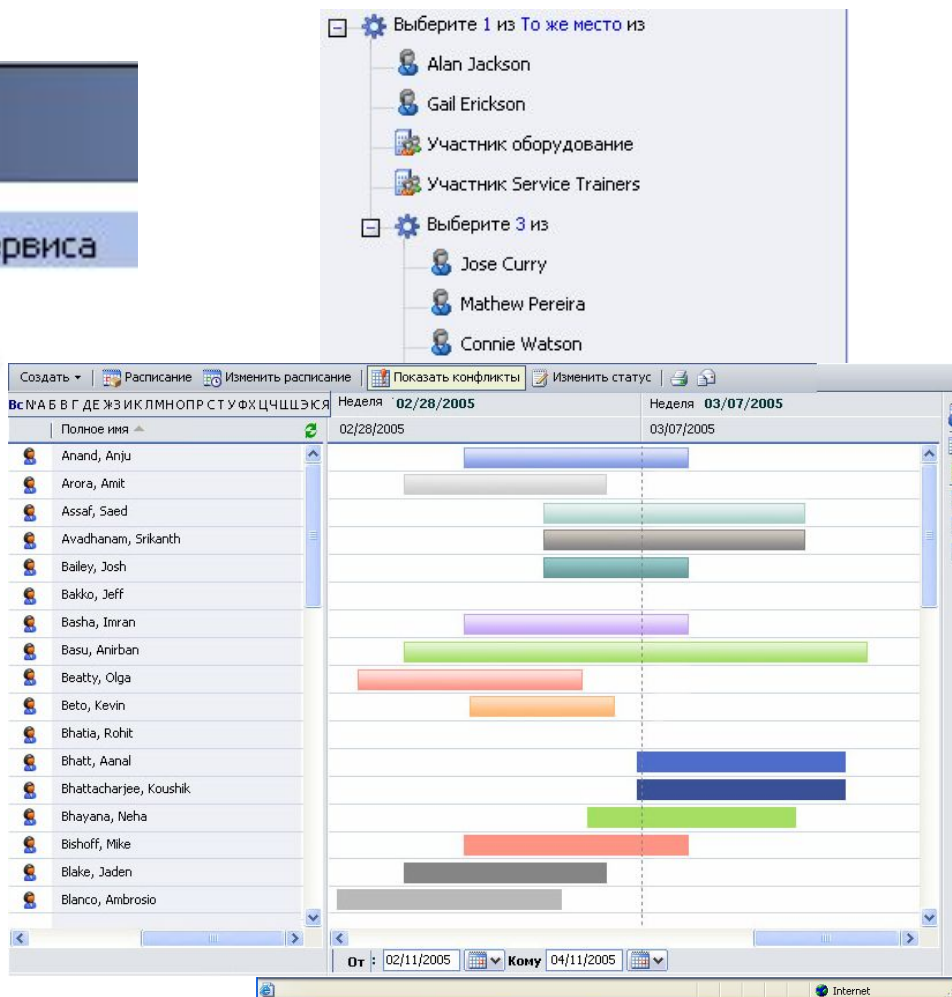 Выберите 1 из То же место из
Alan Jackson
Gail Erickson
Участник оборудование
Участник Service Trainers
Выберите 3 из
Jose Curry
Mathew Pereira
Connie Watson
рвиса
Создать Расписание Изменить расписание Показать конфликты Изменить статус
Вс № А Б В Г Д Е Ж З И К Л М Н О П Р С Т У Ф Х Ц Ч Ш Щ Э Ю Я Неделя 02/28/2005 Неделя 03/07/2005
Полное имя 02/28/2005 03/07/2005
Anand, Anju
Arora, Amit
Assaf, Saed
Avadhanam, Srikanth
Bailey, Josh
Bakko, Jeff
Basha, Imran
Basu, Anirban
Beatty, Olga
Beto, Kevin
Bhatia, Rohit
Bhatt, Aanal
Bhattacharjee, Koushik
Bhayana, Neha
Bishoff, Mike
Blake, Jaden
Blanco, Ambrosio
От : 02/11/2005 Кому 04/11/2005
Internet